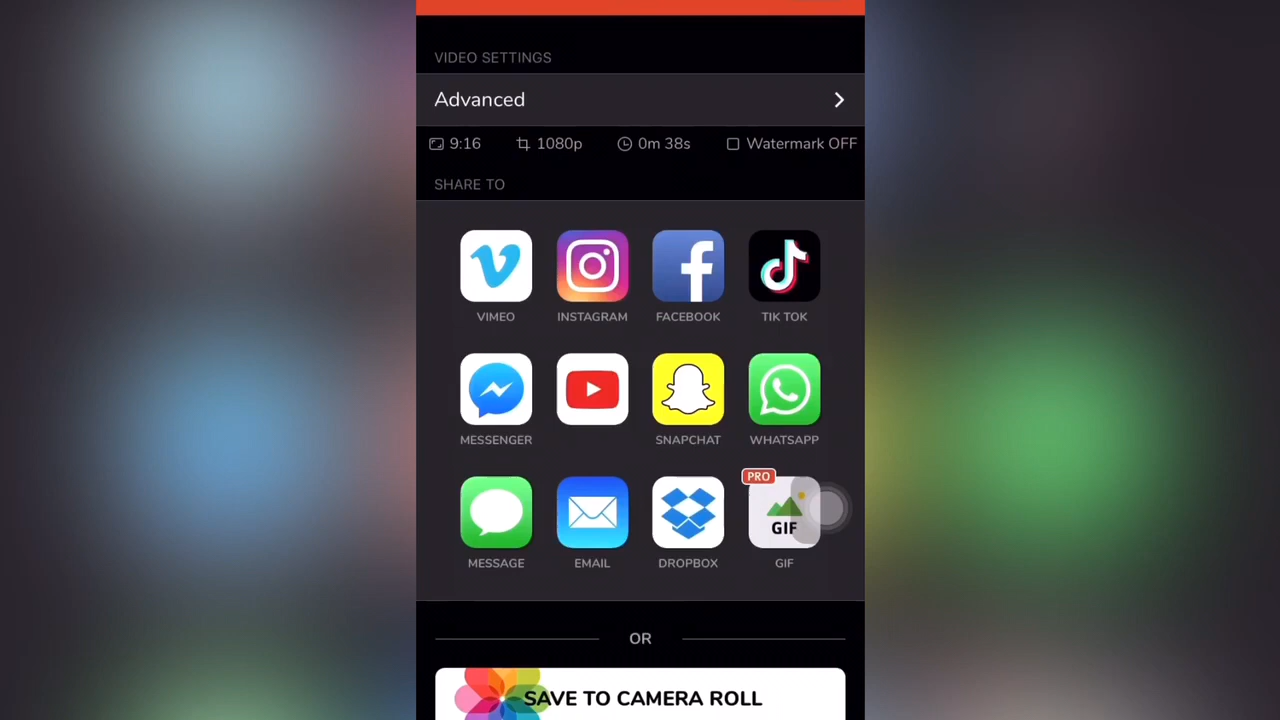 VIDEO SETTINGS
Advanced
9:16 1080p 0m 38s Watermark OFF
SHARE TO
VIMEO INSTAGRAM FACEBOOK TIK TOK
MESSENGER SNAPCHAT WHATSAPP
PRO
GIF
MESSAGE EMAIL DROPBOX GIF
OR
SAVE TO CAMERA ROLL